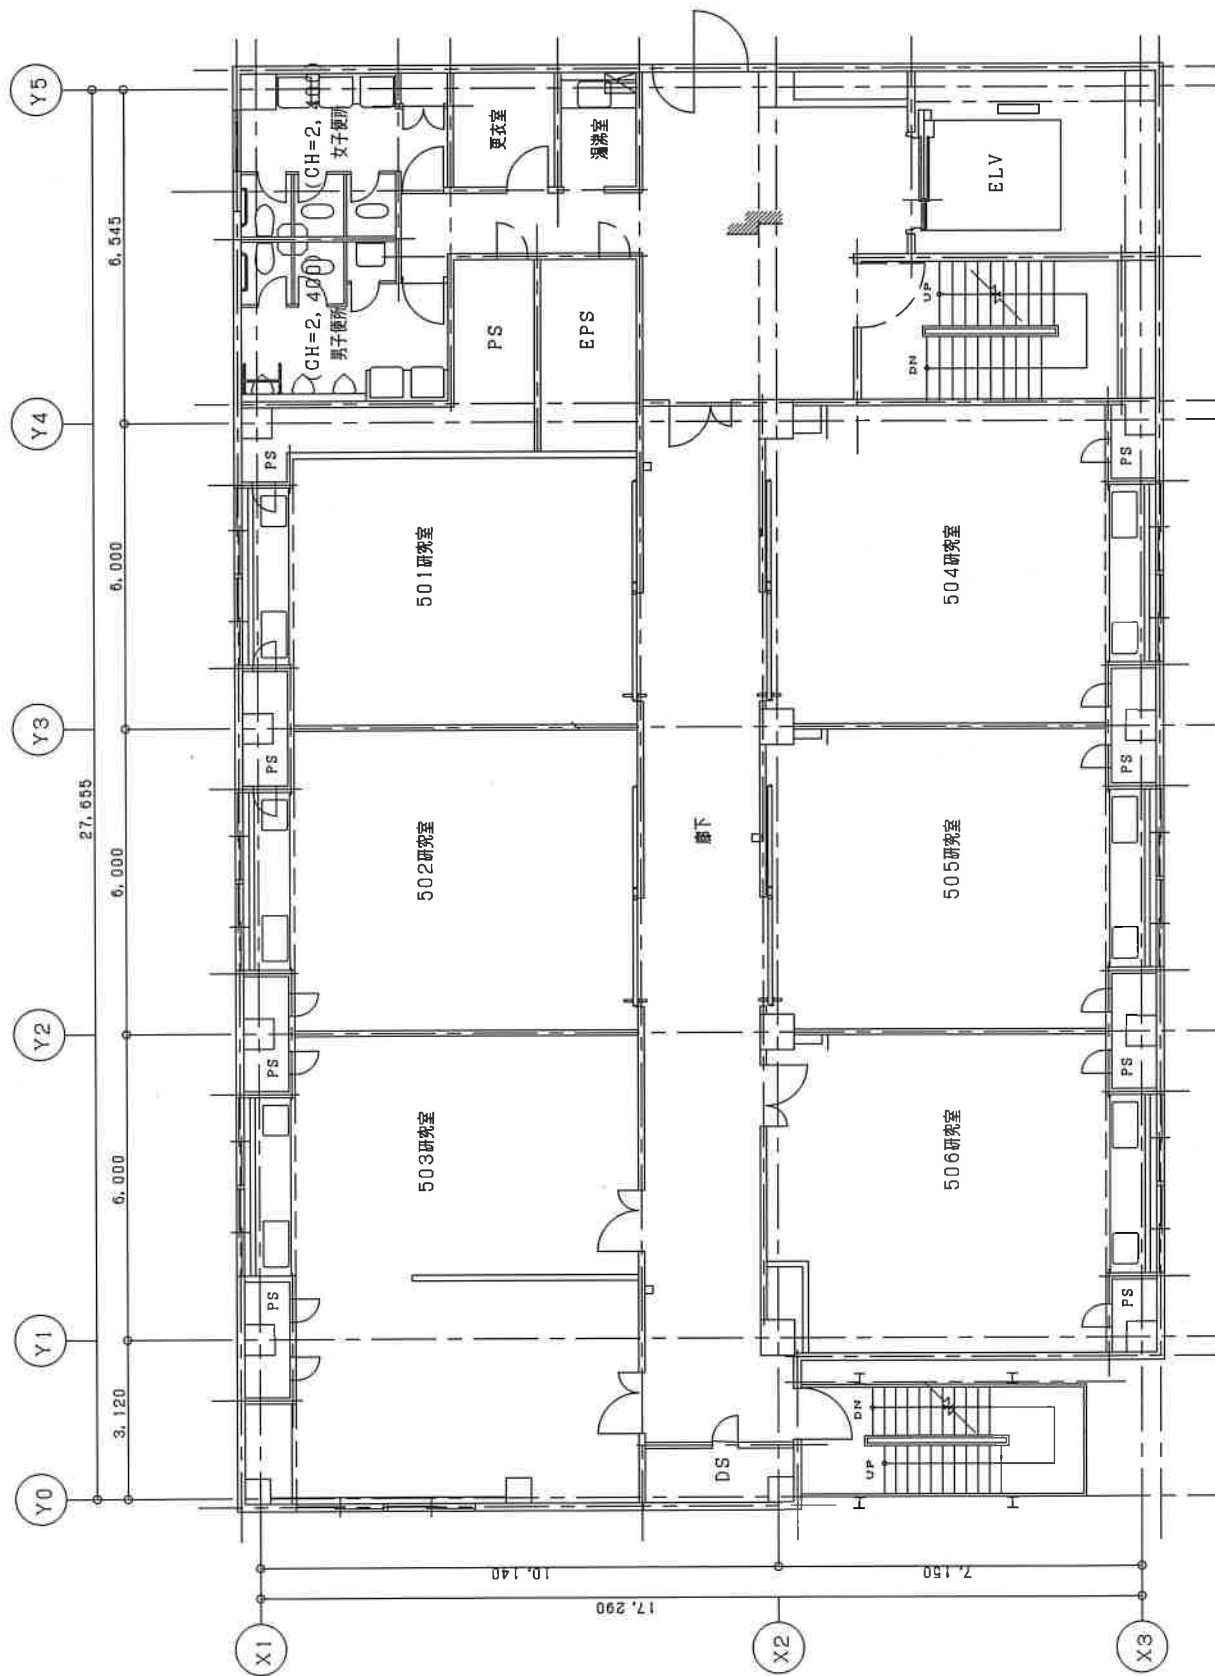 Y0
Y1
Y2
Y3
Y4
Y5
27,655
3,120
6,000
6,000
6,000
6,545
PS
PS
PS
PS
(CH=2,400)
男子便所
(CH=2,400)
女子便所
503研究室
502研究室
501研究室
PS
EPS
更衣室
湯沸室
廊下
DS
506研究室
505研究室
504研究室
ELV
UP
DN
DN
UP
PS
PS
PS
PS
X1
X2
X3
10,140
7,150
17,290